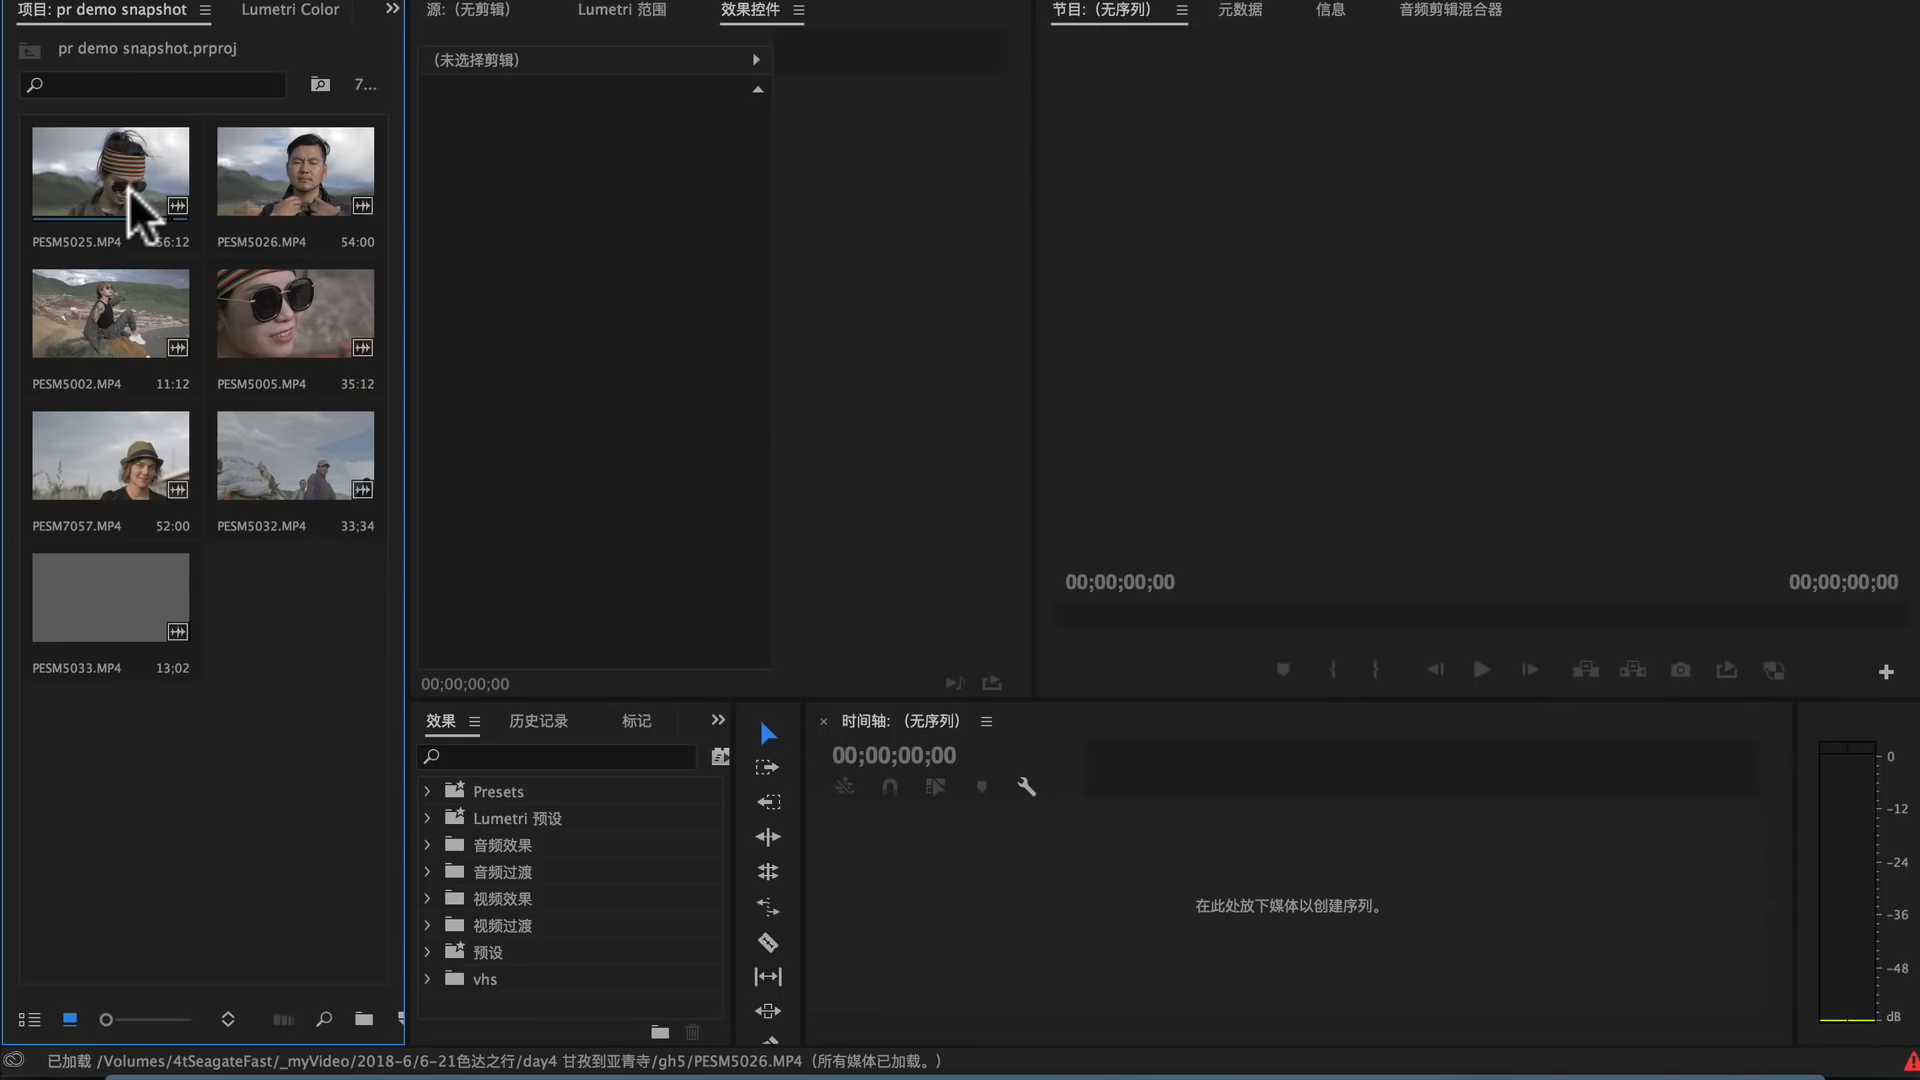 项目: pr demo snapshot
Lumetri Color
源:（无剪辑）
Lumetri 范围
效果控件
节目:（无序列）
元数据
信息
音频剪辑混合器
pr demo snapshot.prproj
7...
(未选择剪辑)
PESM5025.MP4
56:12
PESM5026.MP4
54:00
PESM5002.MP4
11:12
PESM5005.MP4
35:12
PESM7057.MP4
52:00
PESM5032.MP4
33;34
PESM5033.MP4
13;02
00;00;00;00
00;00;00;00
00;00;00;00
效果
历史记录
标记
时间轴:（无序列）
00;00;00;00
Presets
Lumetri 预设
音频效果
音频过渡
视频效果
视频过渡
预设
vhs
在此处放下媒体以创建序列。
0
-12
-24
-36
-48
dB
已加载 /Volumes/4tSeagateFast/_myVideo/2018-6/6-21色达之行/day4 甘孜到亚青寺/gh5/PESM5026.MP4（所有媒体已加载。）